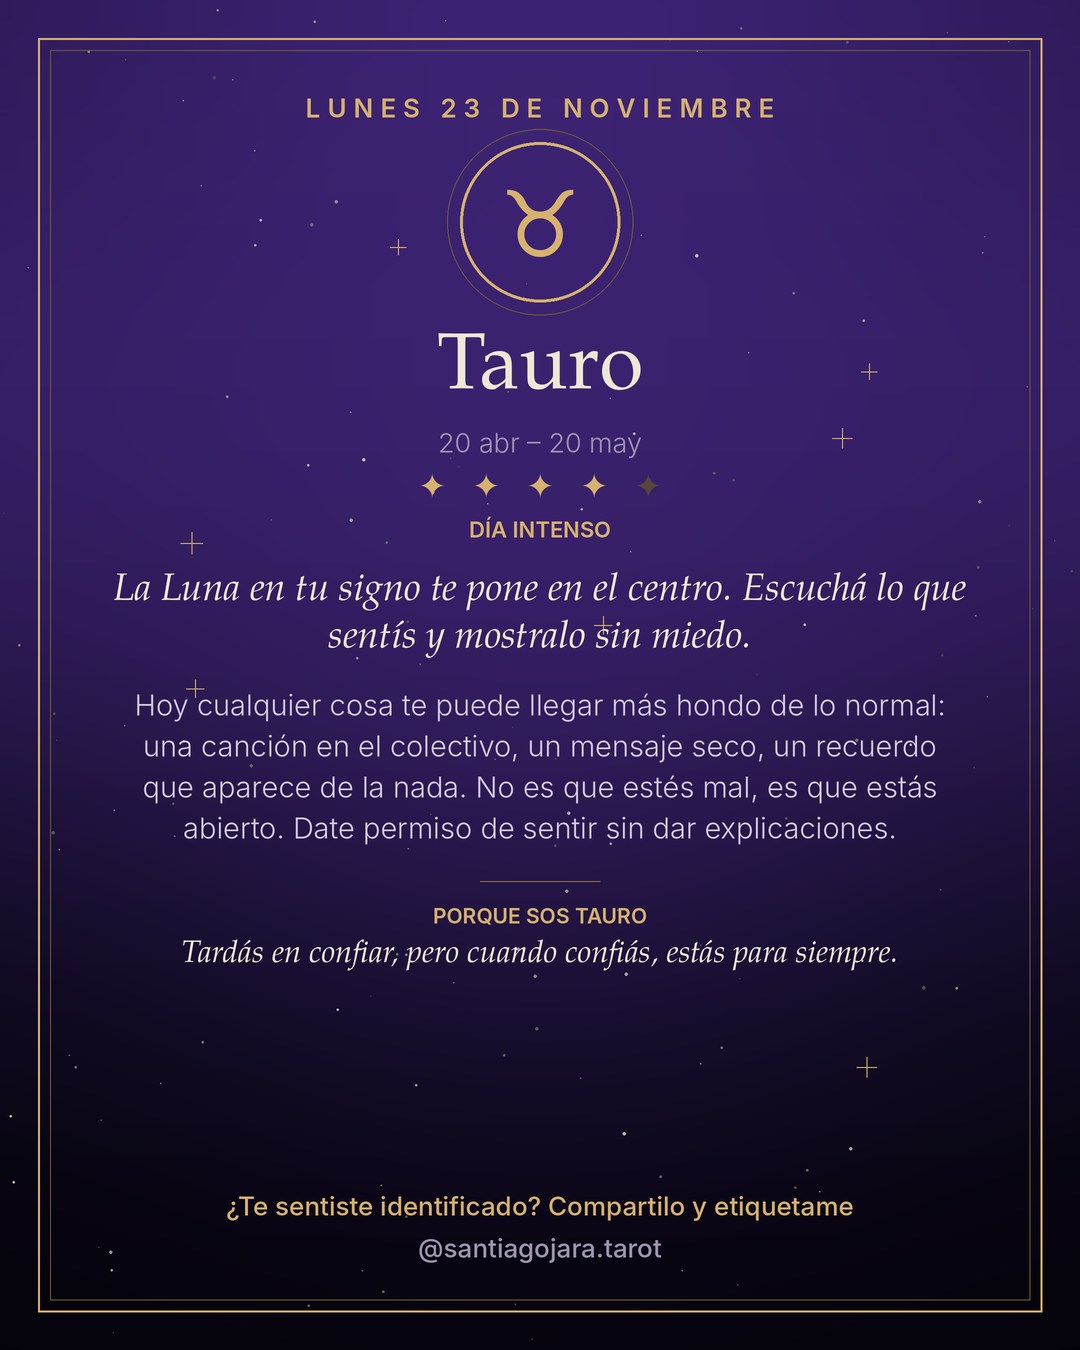 LUNES 23 DE NOVIEMBRE
Tauro
20 abr – 20 may
DÍA INTENSO
La Luna en tu signo te pone en el centro. Escuchá lo que
sentís y mostralo sin miedo.
Hoy cualquier cosa te puede llegar más hondo de lo normal:
una canción en el colectivo, un mensaje seco, un recuerdo
que aparece de la nada. No es que estés mal, es que estás
abierto. Date permiso de sentir sin dar explicaciones.
PORQUE SOS TAURO
Tardás en confiar, pero cuando confiás, estás para siempre.
¿Te sentiste identificado? Compartilo y etiquetame
@santiagojara.tarot